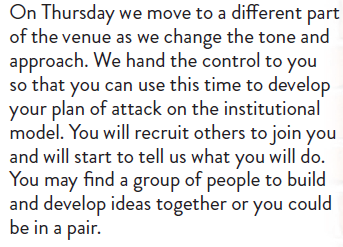 On Thursday we move to a different part
of the venue as we change the tone and
approach. We hand the control to you
so that you can use this time to develop
your plan of attack on the institutional
model. You will recruit others to join you
and will start to tell us what you will do.
You may find a group of people to build
and develop ideas together or you could
be in a pair.